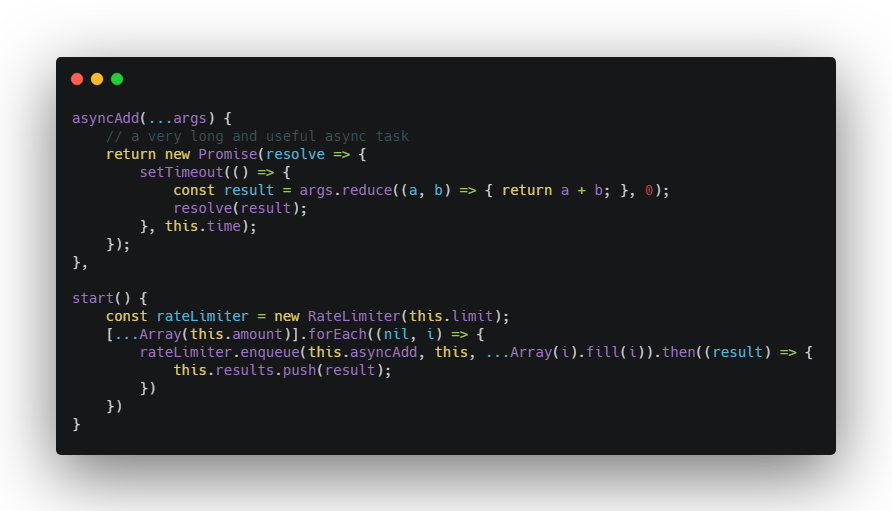 asyncAdd(...args) {
    // a very long and useful async task
    return new Promise(resolve => {
        setTimeout(() => {
            const result = args.reduce((a, b) => { return a + b; }, 0);
            resolve(result);
        }, this.time);
    });
},

start() {
    const rateLimiter = new RateLimiter(this.limit);
    [...Array(this.amount)].forEach((nil, i) => {
        rateLimiter.enqueue(this.asyncAdd, this, ...Array(i).fill(i)).then((result) => {
            this.results.push(result);
        })
    })
}